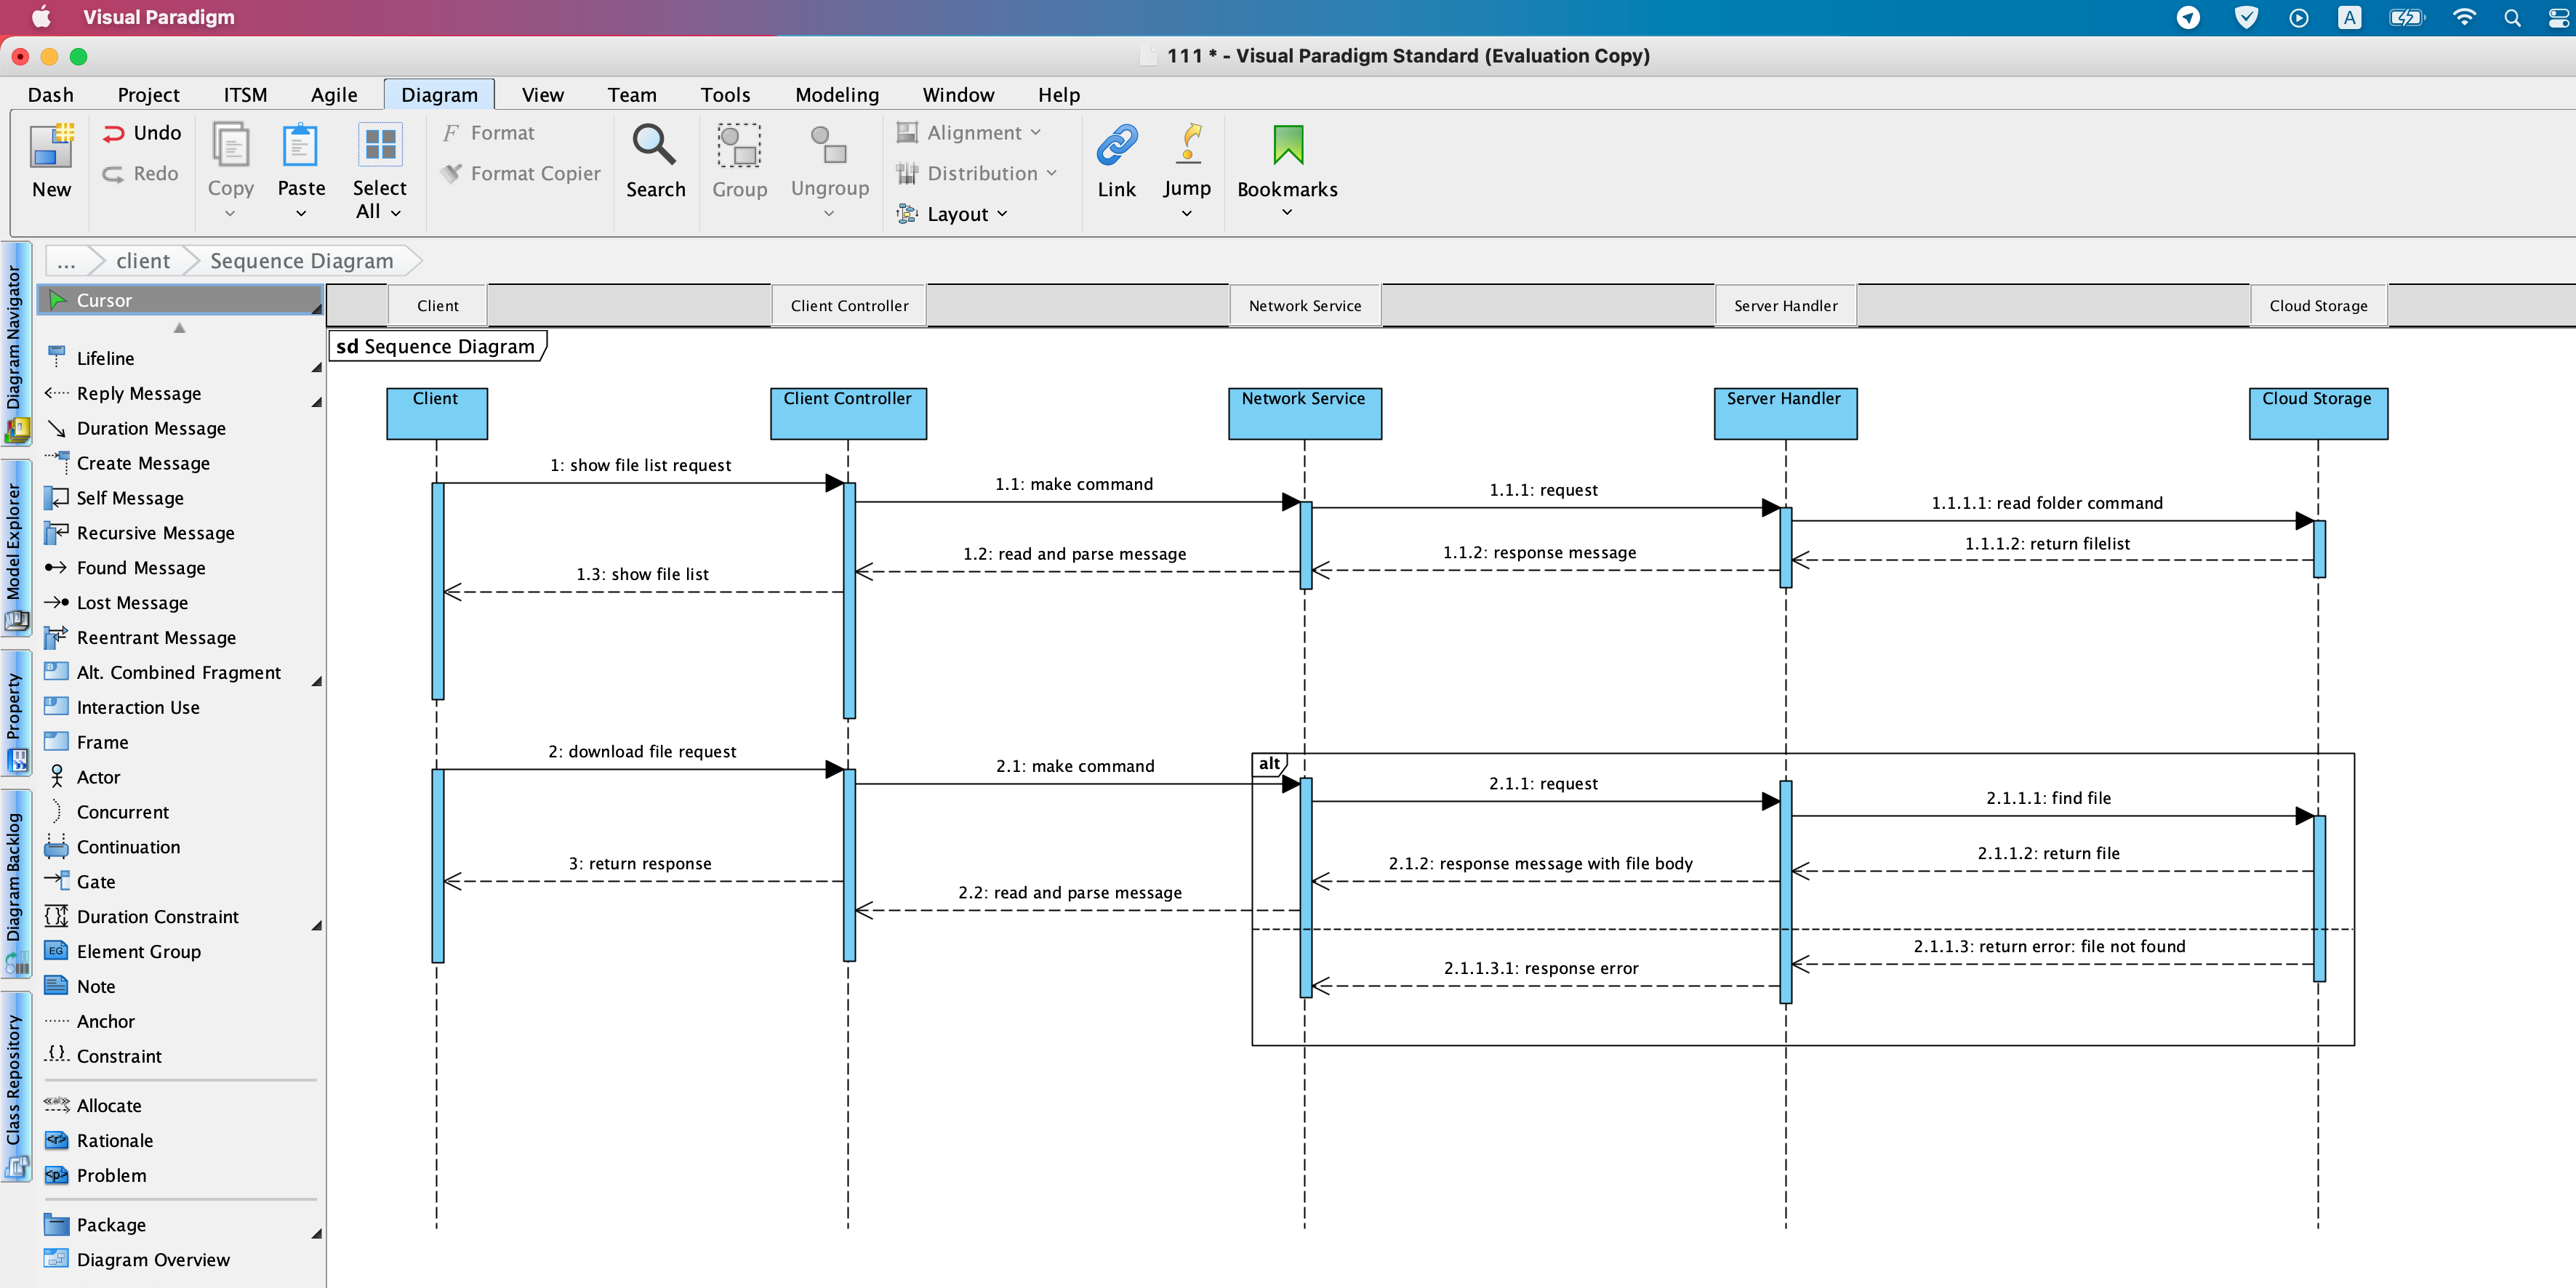 Visual Paradigm
A
111 * - Visual Paradigm Standard (Evaluation Copy)
Dash Project ITSM Agile Diagram View Team Tools Modeling Window Help
New
Undo
Redo
Copy
Paste
Select
All
F Format
Format Copier
Search
Group
Ungroup
Alignment
Distribution
Layout
Link
Jump
Bookmarks
... client Sequence Diagram
Diagram Navigator
Model Explorer
Property
Diagram Backlog
Class Repository
Cursor
Lifeline
Reply Message
Duration Message
Create Message
Self Message
Recursive Message
Found Message
Lost Message
Reentrant Message
Alt. Combined Fragment
Interaction Use
Frame
Actor
Concurrent
Continuation
Gate
Duration Constraint
EG Element Group
Note
Anchor
Constraint
Allocate
<r> Rationale
<p> Problem
Package
Diagram Overview
Client Client Controller Network Service Server Handler Cloud Storage
sd Sequence Diagram
Client Client Controller Network Service Server Handler Cloud Storage
1: show file list request
1.1: make command
1.1.1: request
1.1.1.1: read folder command
1.1.1.2: return filelist
1.1.2: response message
1.2: read and parse message
1.3: show file list
2: download file request
2.1: make command
alt
2.1.1: request
2.1.1.1: find file
2.1.1.2: return file
2.1.2: response message with file body
3: return response
2.2: read and parse message
2.1.1.3: return error: file not found
2.1.1.3.1: response error